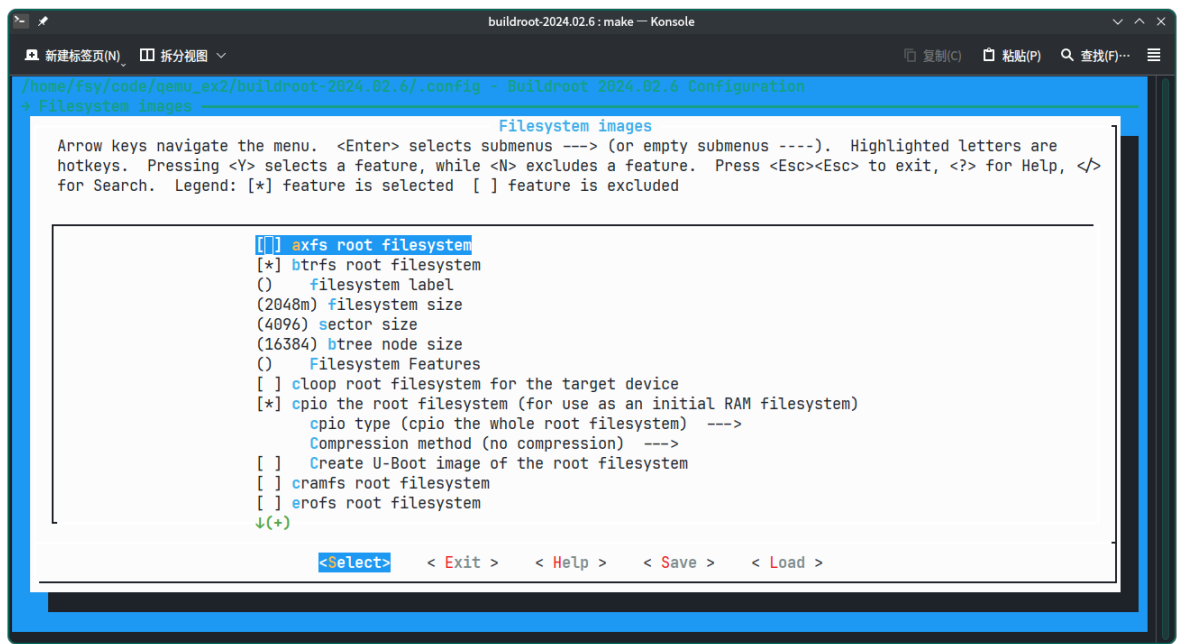 buildroot-2024.02.6 : make — Konsole
新建标签页(N) 拆分视图 复制(C) 粘贴(P) 查找(F)…
/home/fsy/code/qemu_ex2/buildroot-2024.02.6/.config - Buildroot 2024.02.6 Configuration
→ Filesystem images
Filesystem images
Arrow keys navigate the menu.  <Enter> selects submenus ---> (or empty submenus ----).  Highlighted letters are
hotkeys.  Pressing <Y> selects a feature, while <N> excludes a feature.  Press <Esc><Esc> to exit, <?> for Help, </>
for Search.  Legend: [*] feature is selected  [ ] feature is excluded
[ ] axfs root filesystem
[*] btrfs root filesystem
()    filesystem label
(2048m) filesystem size
(4096) sector size
(16384) btree node size
()    Filesystem Features
[ ] cloop root filesystem for the target device
[*] cpio the root filesystem (for use as an initial RAM filesystem)
cpio type (cpio the whole root filesystem)  --->
Compression method (no compression)  --->
[ ]   Create U-Boot image of the root filesystem
[ ] cramfs root filesystem
[ ] erofs root filesystem
↓(+)
<Select>    < Exit >    < Help >    < Save >    < Load >